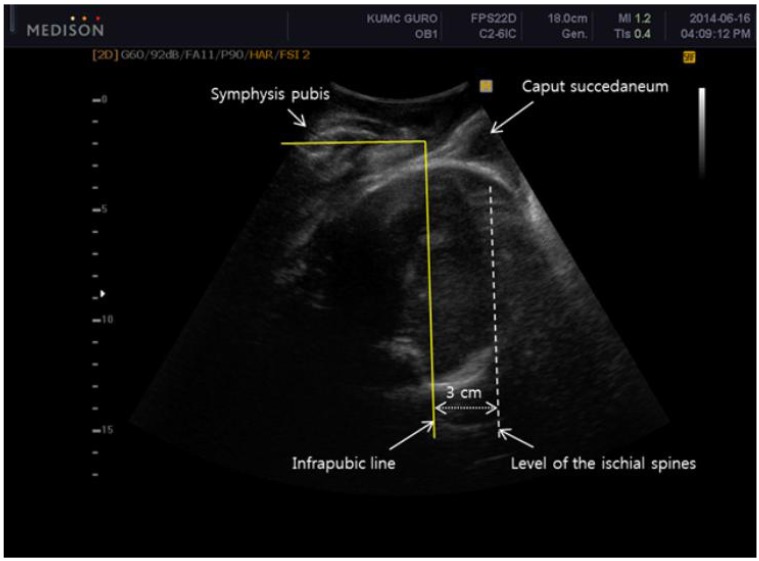 MEDISON
KUMC GURO
OB1
FPS22D
C2-6IC
18.0cm
Gen.
MI 1.2
TIs 0.4
2014-06-16
04:09:12 PM
[2D] G60/92dB/FA11/P90/HAR/FSI 2
Symphysis pubis
Caput succedaneum
0
5
10
15
3 cm
Infrapubic line
Level of the ischial spines